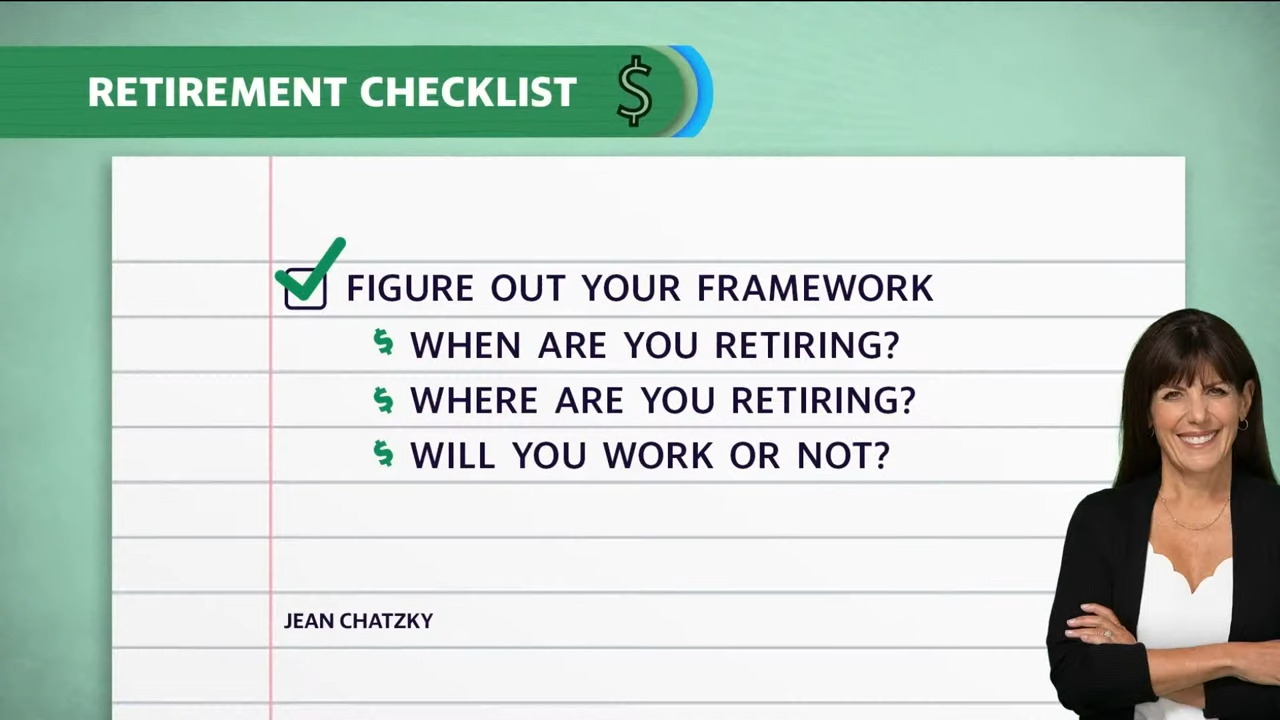 RETIREMENT CHECKLIST $
FIGURE OUT YOUR FRAMEWORK
$ WHEN ARE YOU RETIRING?
$ WHERE ARE YOU RETIRING?
$ WILL YOU WORK OR NOT?
JEAN CHATZKY